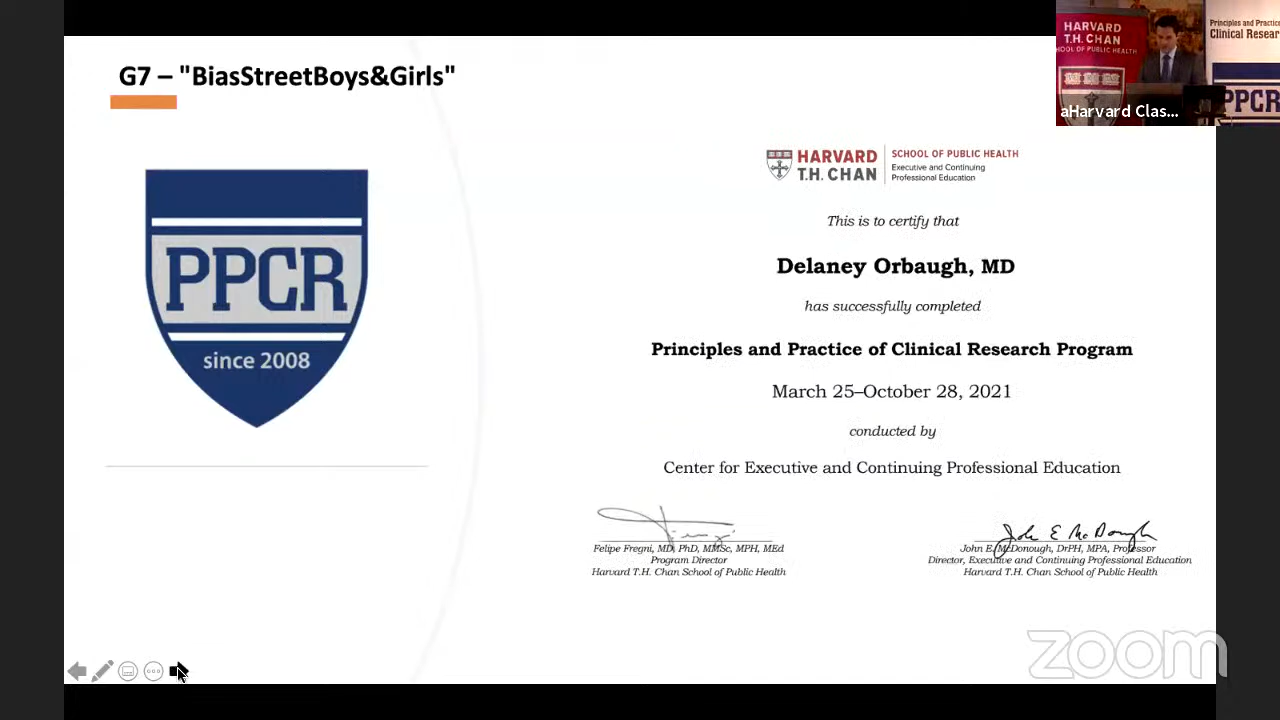 G7 – "BiasStreetBoys&Girls"
HARVARD
T.H. CHAN
SCHOOL OF PUBLIC HEALTH
Principles and Practice
Clinical Resear
PPCR
aHarvard Clas...
PPCR
since 2008
HARVARD
T.H. CHAN
SCHOOL OF PUBLIC HEALTH
Executive and Continuing
Professional Education
This is to certify that
Delaney Orbaugh, MD
has successfully completed
Principles and Practice of Clinical Research Program
March 25–October 28, 2021
conducted by
Center for Executive and Continuing Professional Education
John E McDonough
Felipe Fregni, MD, PhD, MMSc, MPH, MEd
Program Director
Harvard T.H. Chan School of Public Health
John E. McDonough, DrPH, MPA, Professor
Director, Executive and Continuing Professional Education
Harvard T.H. Chan School of Public Health
zoom